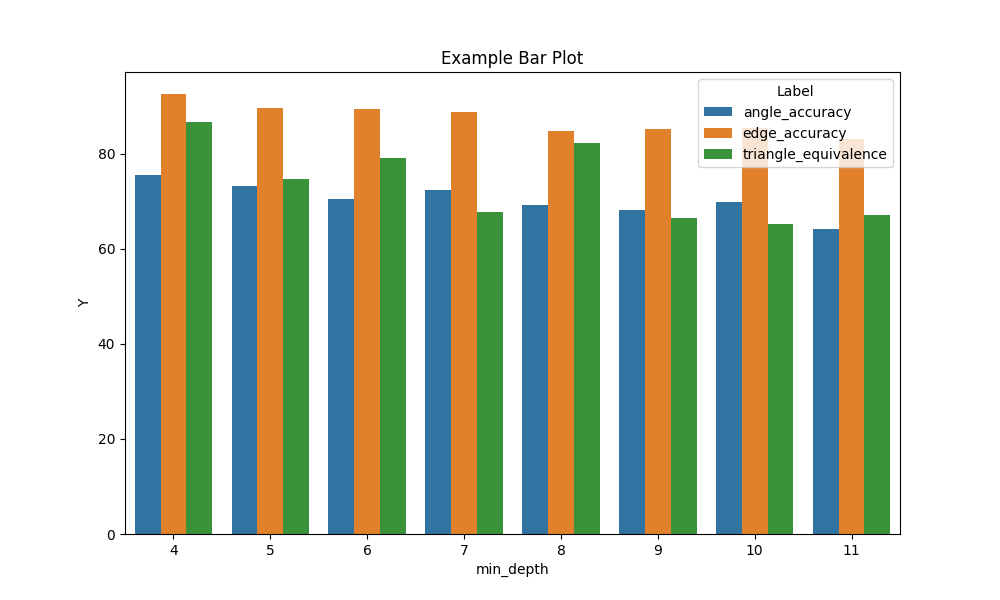 Example Bar Plot
Label
angle_accuracy
edge_accuracy
triangle_equivalence
80
60
40
20
0
Y
4 5 6 7 8 9 10 11
min_depth